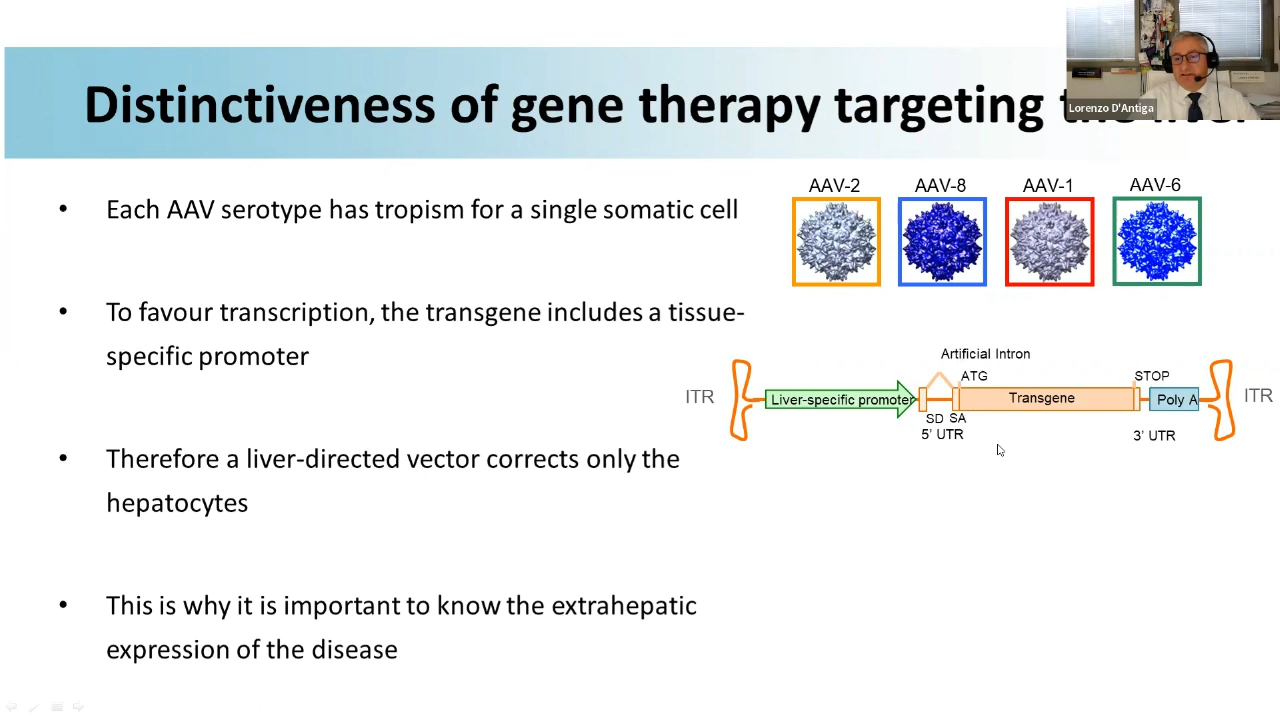 Distinctiveness of gene therapy targeting
Lorenzo D'Antiga
• Each AAV serotype has tropism for a single somatic cell
• To favour transcription, the transgene includes a tissue-
specific promoter
• Therefore a liver-directed vector corrects only the
hepatocytes
• This is why it is important to know the extrahepatic
expression of the disease
AAV-2 AAV-8 AAV-1 AAV-6
Artificial Intron
ATG STOP
ITR Liver-specific promoter Transgene Poly A ITR
SD SA
5' UTR 3' UTR